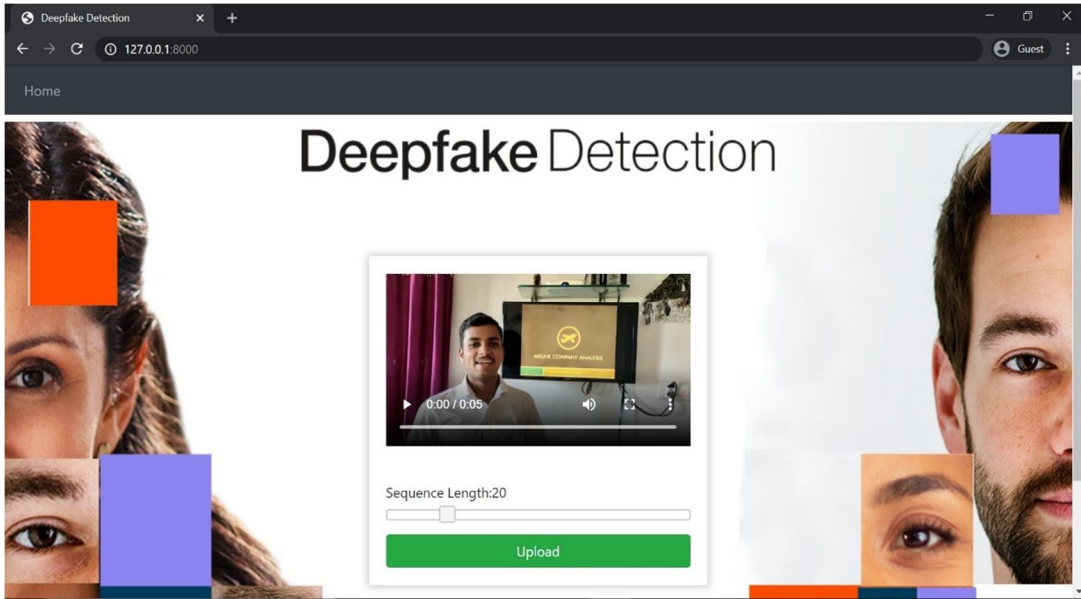 Deepfake Detection
127.0.0.1:8000
Guest
Home
Deepfake Detection
AIRLINE COMPANY ANALYSIS
0:00 / 0:05
Sequence Length:20
Upload